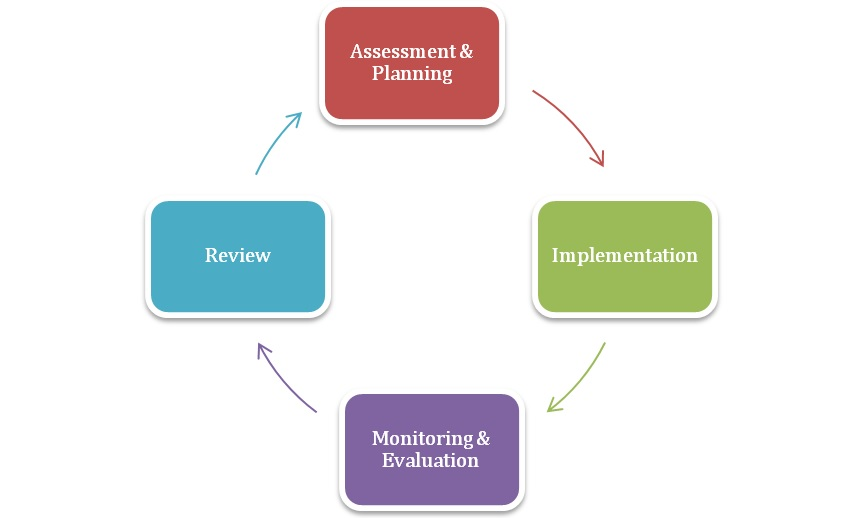 Assessment &
Planning
Implementation
Monitoring &
Evaluation
Review